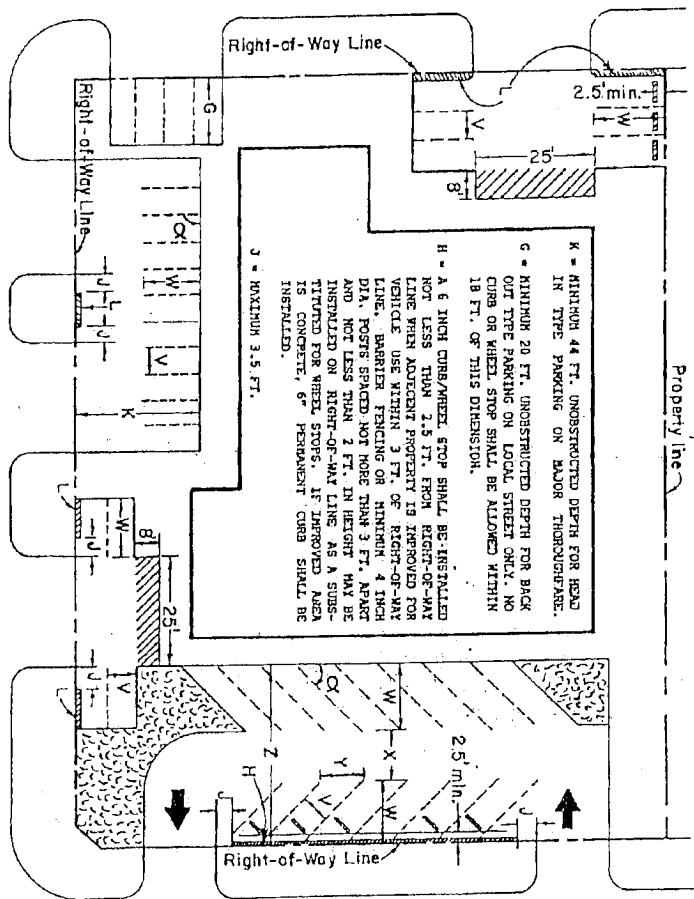 Right-of-Way Line
L
2.5' min.
W
V
25'
8'
Property line
G
Right-of-Way Line
α
W
V
J
L
J
K
K = MINIMUM 44 FT. UNOBSTRUCTED DEPTH FOR HEAD
IN TYPE PARKING ON MAJOR THOROUGHFARE.
G = MINIMUM 20 FT. UNOBSTRUCTED DEPTH FOR BACK
OUT TYPE PARKING ON LOCAL STREET ONLY. NO
CURB OR WHEEL STOP SHALL BE ALLOWED WITHIN
18 FT. OF THIS DIMENSION.
H = A 6 INCH CURB/WHEEL STOP SHALL BE INSTALLED
NOT LESS THAN 2.5 FT. FROM RIGHT-OF-WAY
LINE WHEN ADJECENT PROPERTY IS IMPROVED FOR
VEHICLE USE WITHIN 3 FT. OF RIGHT-OF-WAY
LINE. BARRIER FENCING OR MINIMUM 4 INCH
DIA. POSTS SPACED NOT MORE THAN 3 FT. APART
AND NOT LESS THAN 2 FT. IN HEIGHT MAY BE
INSTALLED ON RIGHT-OF-WAY LINE AS A SUBS-
TITUTED FOR WHEEL STOPS. IF IMPROVED AREA
IS CONCRETE, 6" PERMANENT CURB SHALL BE
INSTALLED.
J = MAXIMUM 3.5 FT.
L
J
W
8'
25'
J
V
L
α
W
Z
X
2.5' min.
Y
V
W
H
J
J
Right-of-Way Line